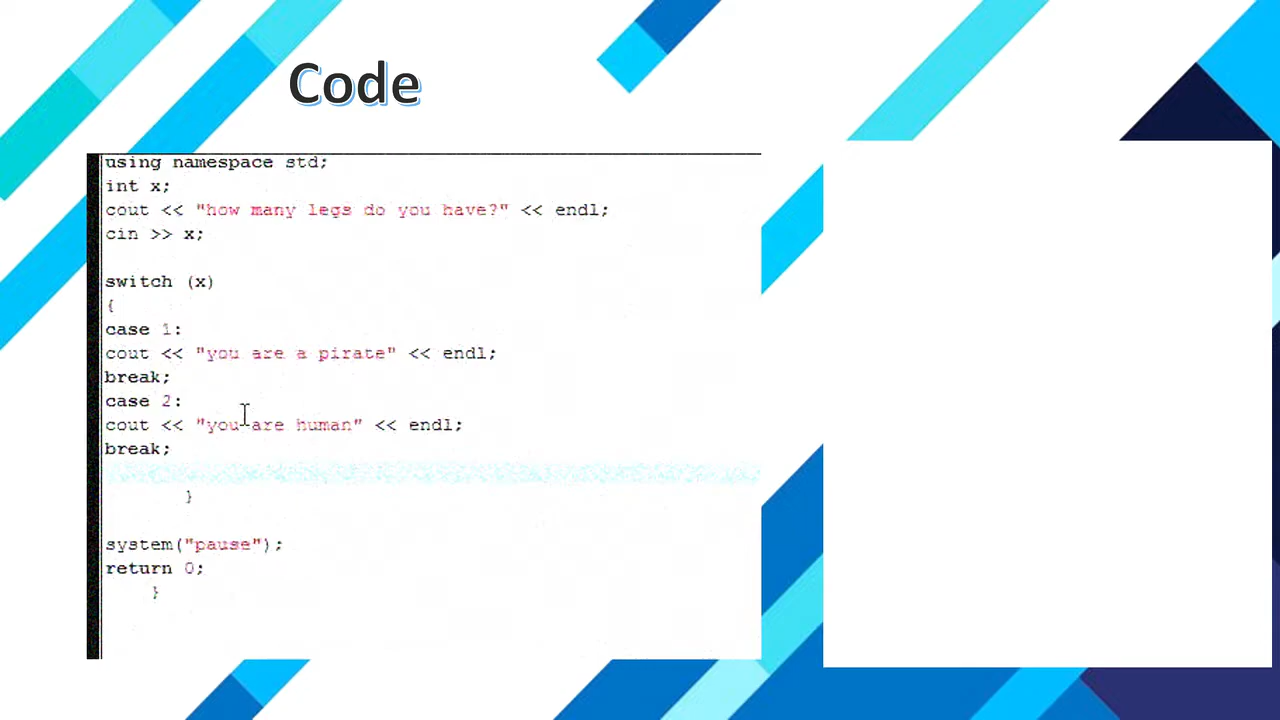 Code
using namespace std;
int x;
cout << "how many legs do you have?" << endl;
cin >> x;
switch (x)
{
case 1:
cout << "you are a pirate" << endl;
break;
case 2:
cout << "you are human" << endl;
break;
}
system("pause");
return 0;
}